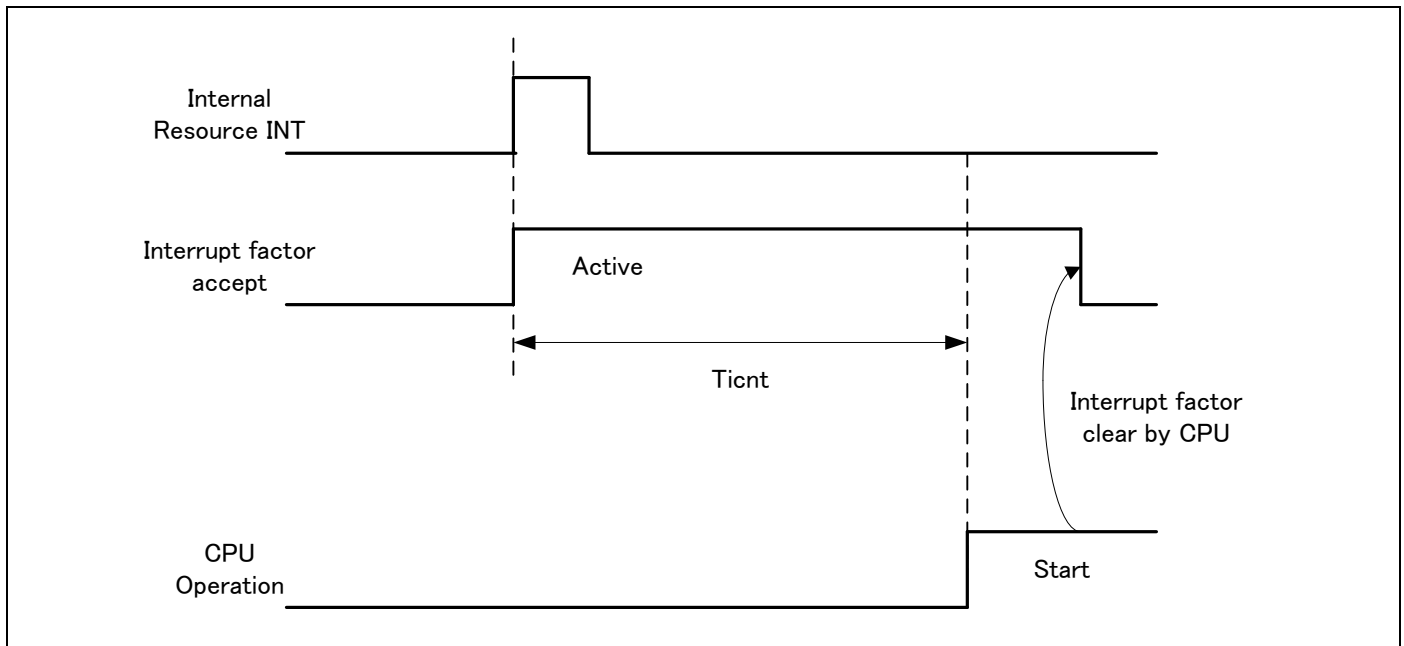 Internal
Resource INT
Interrupt factor
accept
Active
Ticnt
Interrupt factor
clear by CPU
CPU
Operation
Start